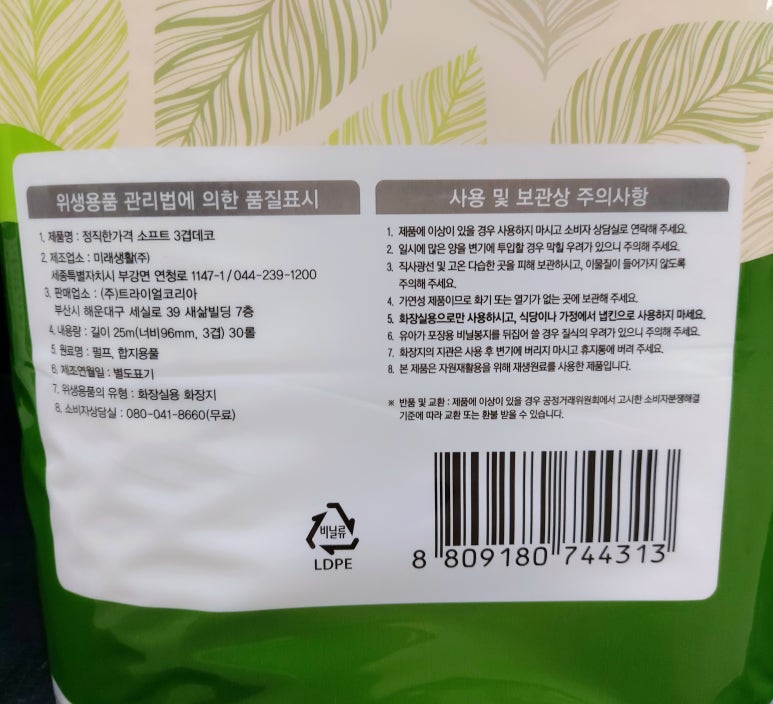 위생용품 관리법에 의한 품질표시
1. 제품명 : 정직한가격 소프트 3겹데코
2. 제조업소 : 미래생활(주)
세종특별자치시 부강면 연청로 1147-1 / 044-239-1200
3. 판매업소 : (주)트라이얼코리아
부산시 해운대구 세실로 39 새삶빌딩 7층
4. 내용량 : 길이 25m(너비96mm, 3겹) 30롤
5. 원료명 : 펄프, 합지용풀
6. 제조연월일 : 별도표기
7. 위생용품의 유형 : 화장실용 화장지
8. 소비자상담실 : 080-041-8660(무료)
사용 및 보관상 주의사항
1. 제품에 이상이 있을 경우 사용하지 마시고 소비자 상담실로 연락해 주세요.
2. 일시에 많은 양을 변기에 투입할 경우 막힐 우려가 있으니 주의해 주세요.
3. 직사광선 및 고온 다습한 곳을 피해 보관하시고, 이물질이 들어가지 않도록
주의해 주세요.
4. 가연성 제품이므로 화기 또는 열기가 없는 곳에 보관해 주세요.
5. 화장실용으로만 사용하시고, 식당이나 가정에서 냅킨으로 사용하지 마세요.
6. 유아가 포장용 비닐봉지를 뒤집어 쓸 경우 질식의 우려가 있으니 주의해 주세요.
7. 화장지의 지관은 사용 후 변기에 버리지 마시고 휴지통에 버려 주세요.
8. 본 제품은 자원재활용을 위해 재생원료를 사용한 제품입니다.
※ 반품 및 교환 : 제품에 이상이 있을 경우 공정거래위원회에서 고시한 소비자분쟁해결
기준에 따라 교환 또는 환불 받을 수 있습니다.
비닐류
LDPE
8 809180 744313